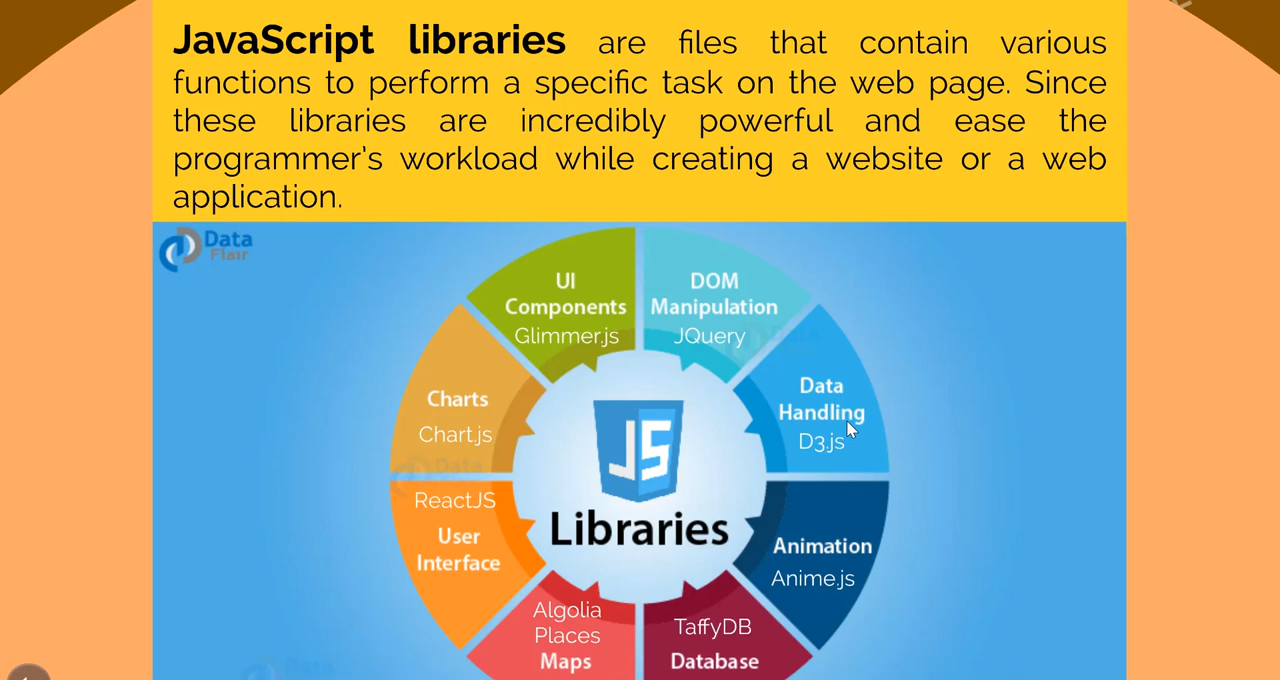 JavaScript libraries are files that contain various
functions to perform a specific task on the web page. Since
these libraries are incredibly powerful and ease the
programmer's workload while creating a website or a web
application.
Data
Flair
UI
Components
Glimmer.js
DOM
Manipulation
JQuery
Charts
Chart.js
Data
Handling
D3.js
JS
Libraries
ReactJS
User
Interface
Animation
Anime.js
Algolia
Places
Maps
TaffyDB
Database